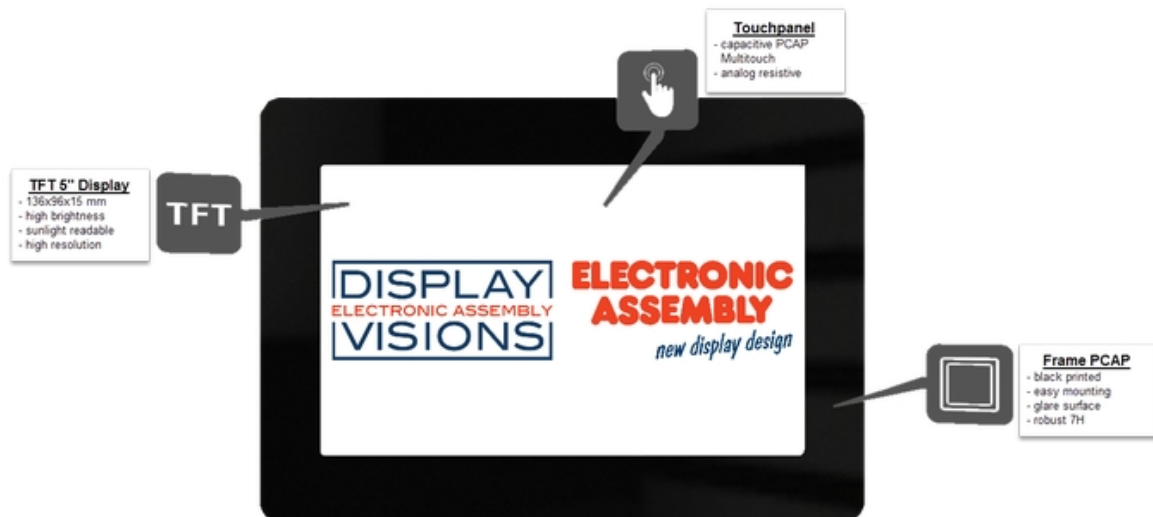 Touchpanel
- capacitive PCAP
Multitouch
- analog resistive
TFT 5" Display
- 136x96x15 mm
- high brightness
- sunlight readable
- high resolution
TFT
DISPLAY
ELECTRONIC ASSEMBLY
VISIONS
ELECTRONIC
ASSEMBLY
new display design
Frame PCAP
- black printed
- easy mounting
- glare surface
- robust 7H